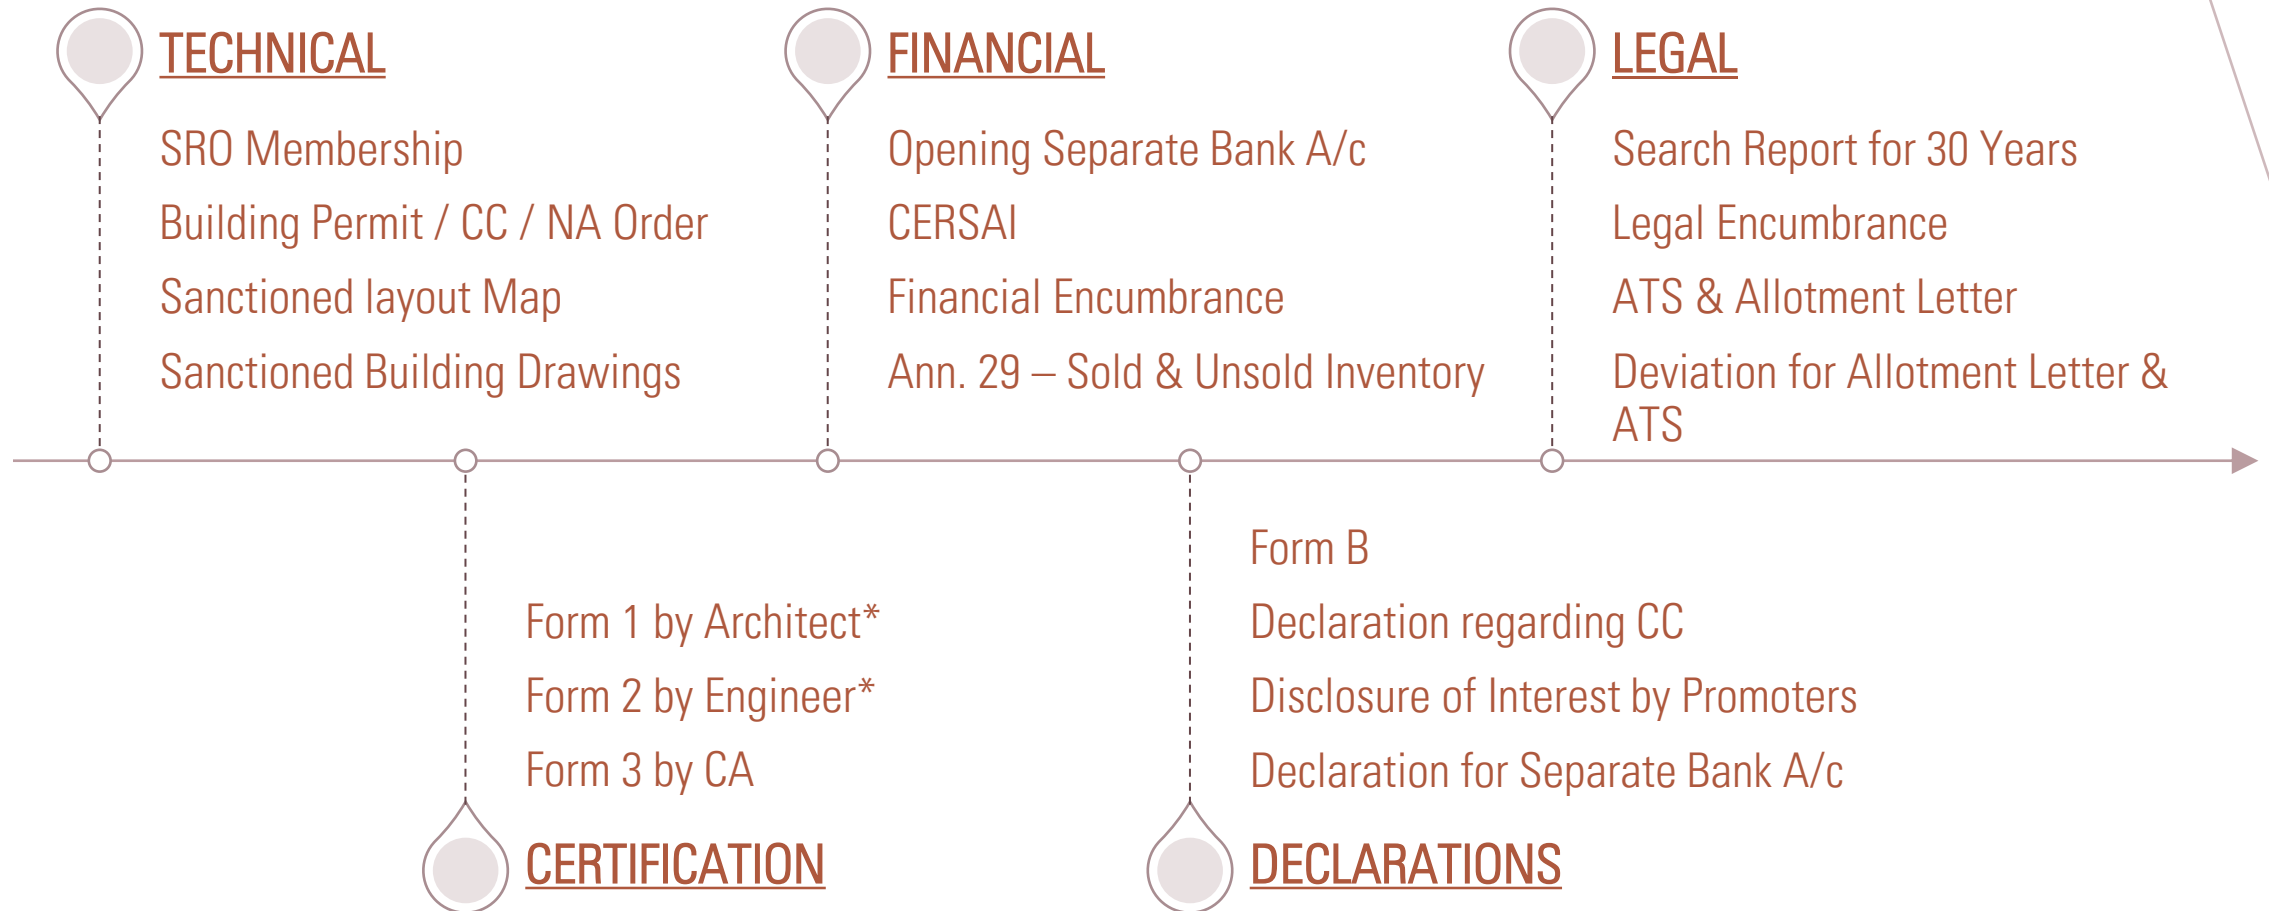 TECHNICAL
SRO Membership
Building Permit / CC / NA Order
Sanctioned layout Map
Sanctioned Building Drawings
FINANCIAL
Opening Separate Bank A/c
CERSAI
Financial Encumbrance
Ann. 29 – Sold & Unsold Inventory
LEGAL
Search Report for 30 Years
Legal Encumbrance
ATS & Allotment Letter
Deviation for Allotment Letter &
ATS
Form 1 by Architect*
Form 2 by Engineer*
Form 3 by CA
CERTIFICATION
Form B
Declaration regarding CC
Disclosure of Interest by Promoters
Declaration for Separate Bank A/c
DECLARATIONS